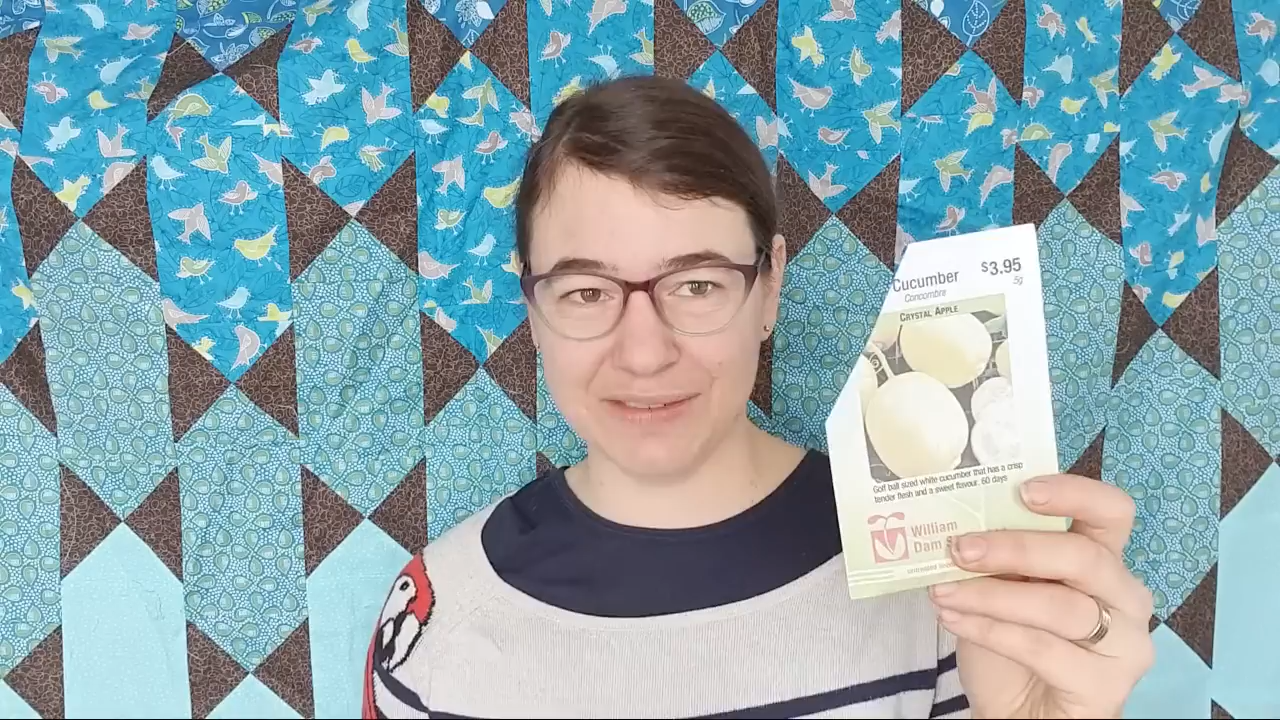 Cucumber $3.95
Concombre 5g
CRYSTAL APPLE
Golf ball sized white cucumber that has a crisp
tender flesh and a sweet flavour. 60 days
William
Dam
untreated